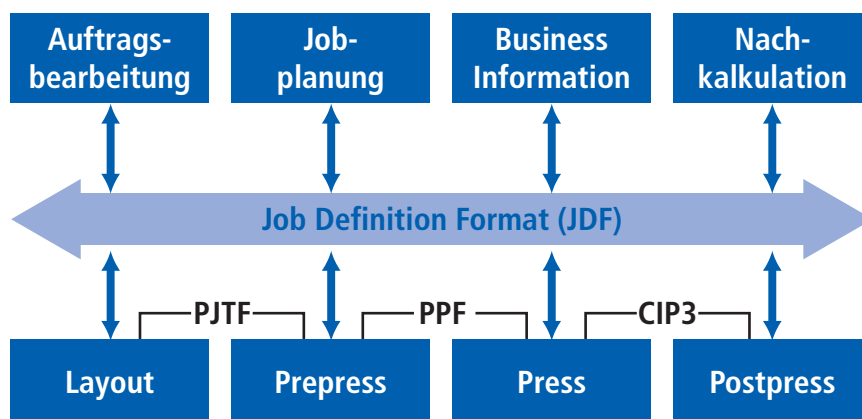 Auftrags-
bearbeitung
Job-
planung
Business
Information
Nach-
kalkulation
Job Definition Format (JDF)
PJTF
PPF
CIP3
Layout
Prepress
Press
Postpress